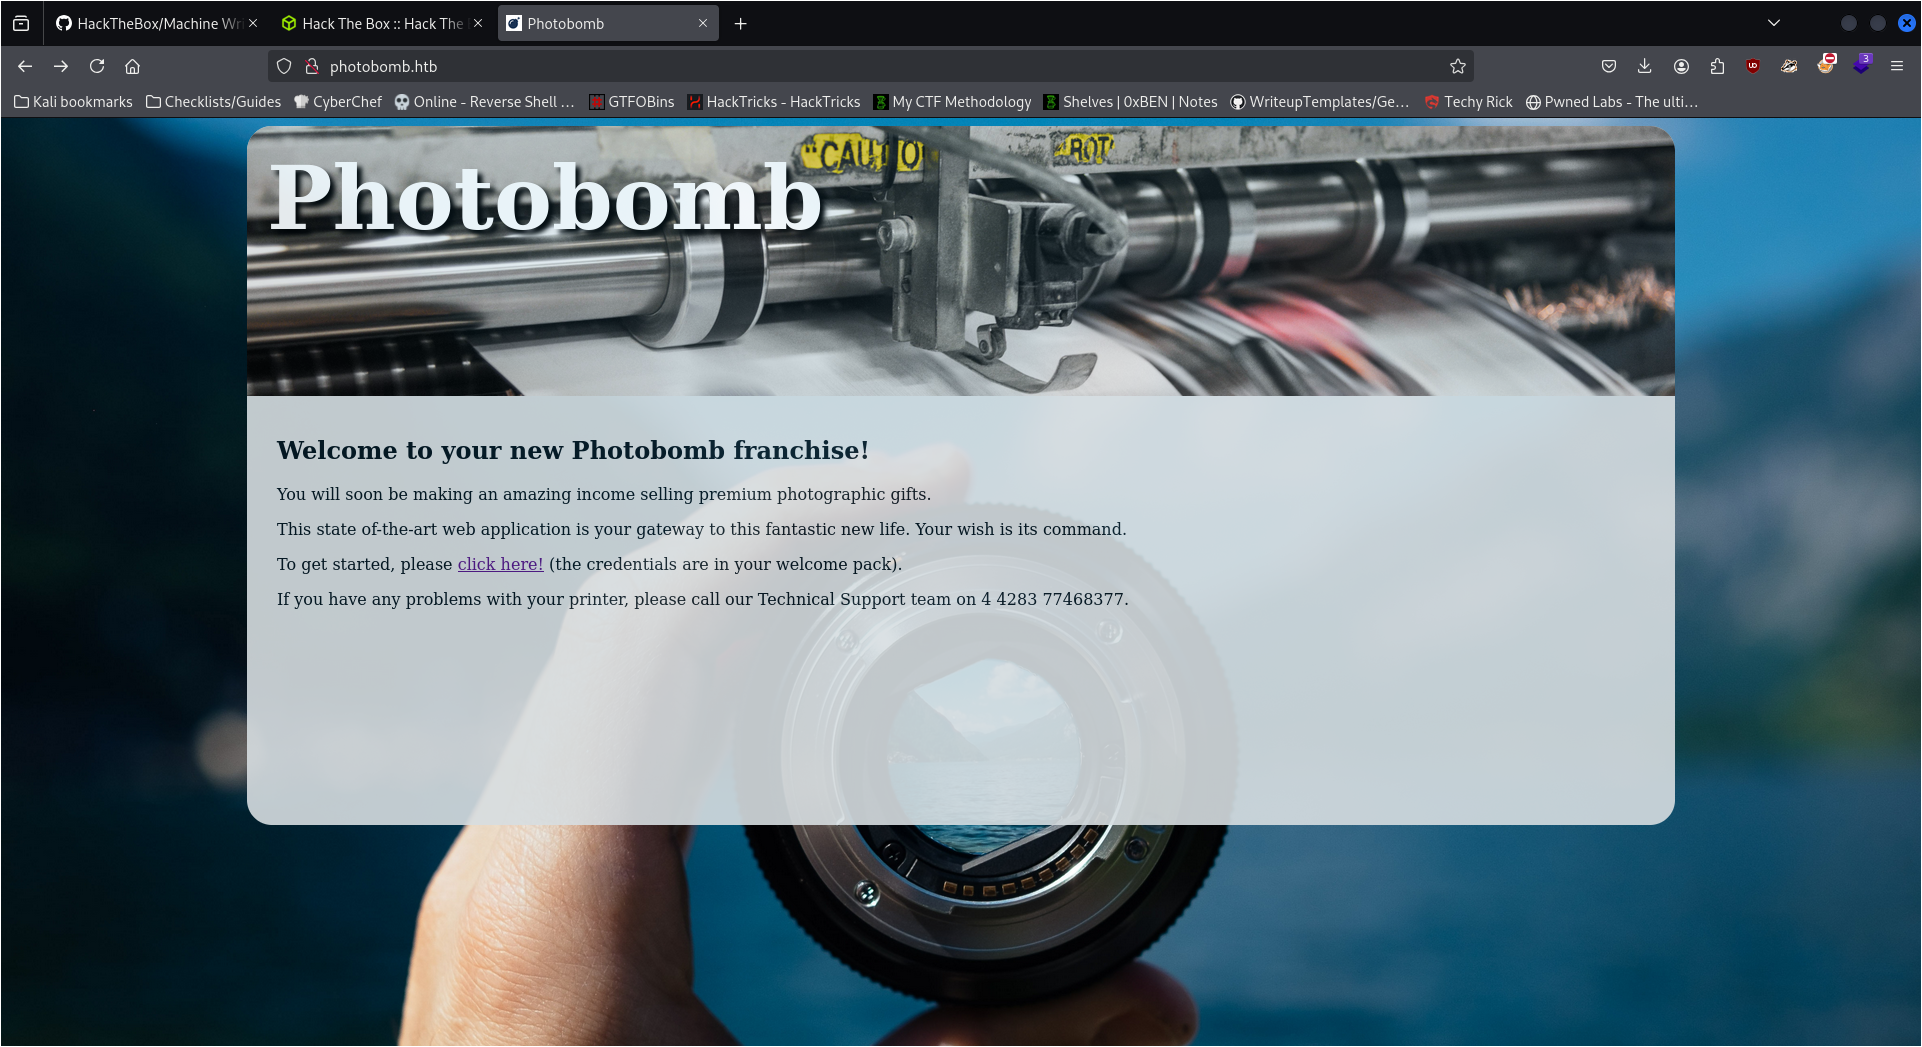 HackTheBox/Machine Wri
Hack The Box :: Hack The
Photobomb
photobomb.htb
3
Kali bookmarks
Checklists/Guides
CyberChef
Online - Reverse Shell ...
GTFOBins
HackTricks - HackTricks
My CTF Methodology
Shelves | 0xBEN | Notes
WriteupTemplates/Ge...
Techy Rick
Pwned Labs - The ulti...
"CAUTIO
ROT
Photobomb
Welcome to your new Photobomb franchise!
You will soon be making an amazing income selling premium photographic gifts.
This state of-the-art web application is your gateway to this fantastic new life. Your wish is its command.
To get started, please click here! (the credentials are in your welcome pack).
If you have any problems with your printer, please call our Technical Support team on 4 4283 77468377.